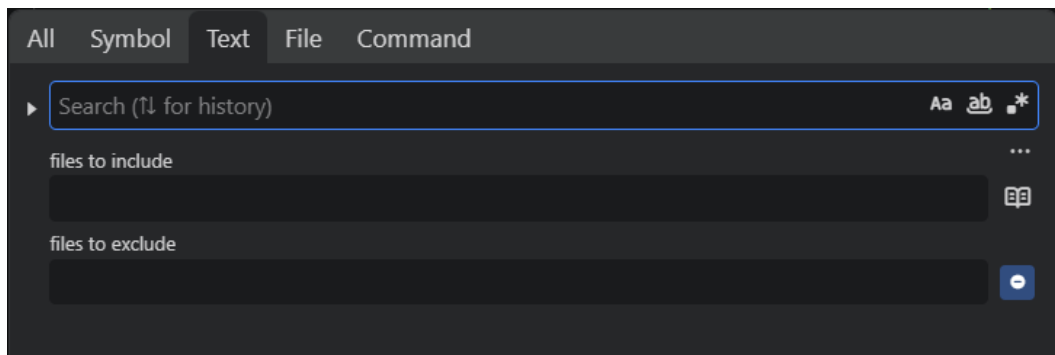 All Symbol Text File Command
Search (⇅ for history) Aa ab .*
files to include
files to exclude